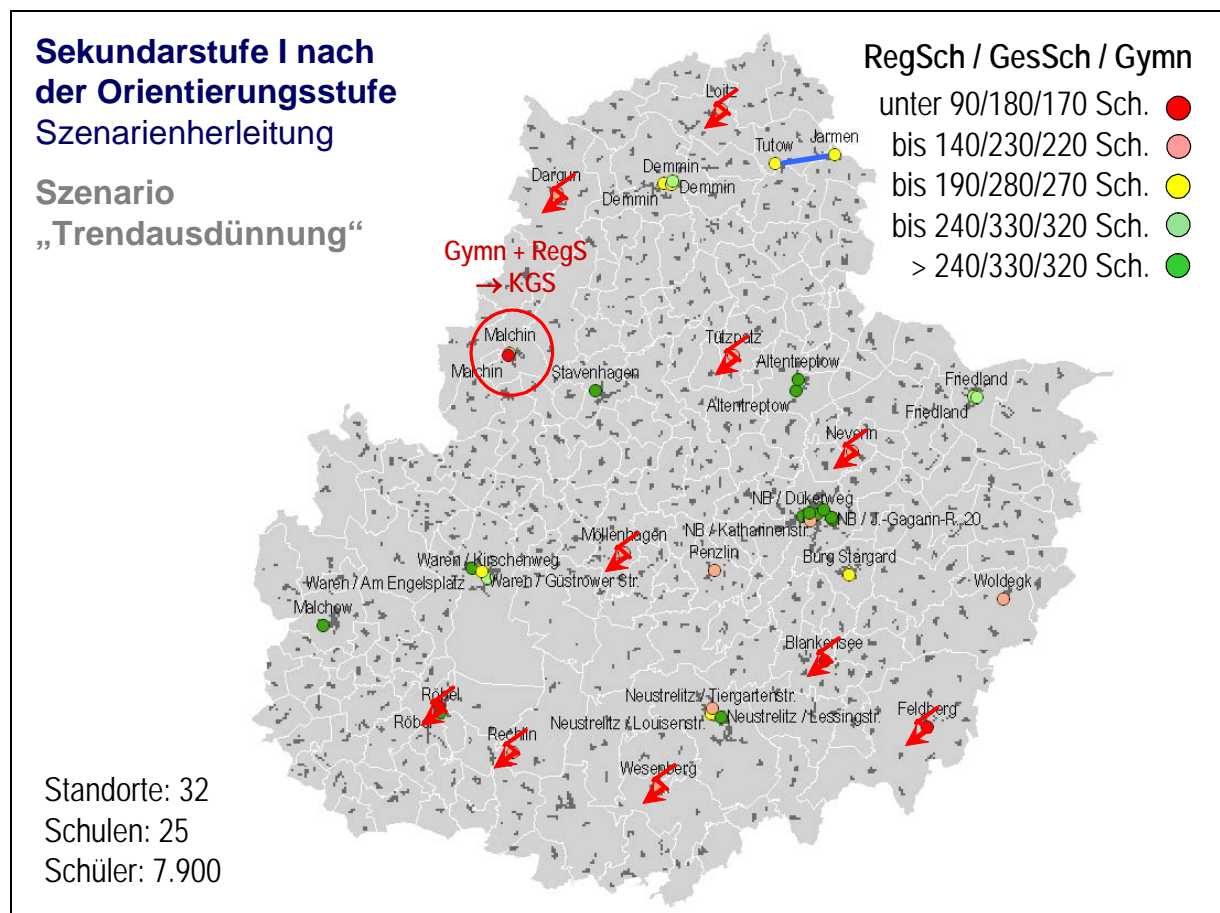 Sekundarstufe I nach
der Orientierungsstufe
Szenarienherleitung
Szenario
„Trendausdünnung“
RegSch / GesSch / Gymn
unter 90/180/170 Sch.
bis 140/230/220 Sch.
bis 190/280/270 Sch.
bis 240/330/320 Sch.
> 240/330/320 Sch.
Loitz
Tutow
Jarmen
Demmin
Demmin
Demmin
Dargun
Gymn + RegS
→ KGS
Malchin
Malchin
Stavenhagen
Tützpatz
Altentreptow
Altentreptow
Friedland
Friedland
Neverin
NB / Dükerweg
NB / J.-Gagarin-R. 20
NB / Katharinenstr.
Möllenhagen
Penzlin
Burg Stargard
Woldegk
Waren / Kirschenweg
Waren / Am Engelsplatz
Waren / Güstrower Str.
Malchow
Blankensee
Röbel
Röbel
Rechlin
Neustrelitz / Tiergartenstr.
Neustrelitz / Louisenstr.
Neustrelitz / Lessingstr.
Feldberg
Wesenberg
Standorte: 32
Schulen: 25
Schüler: 7.900